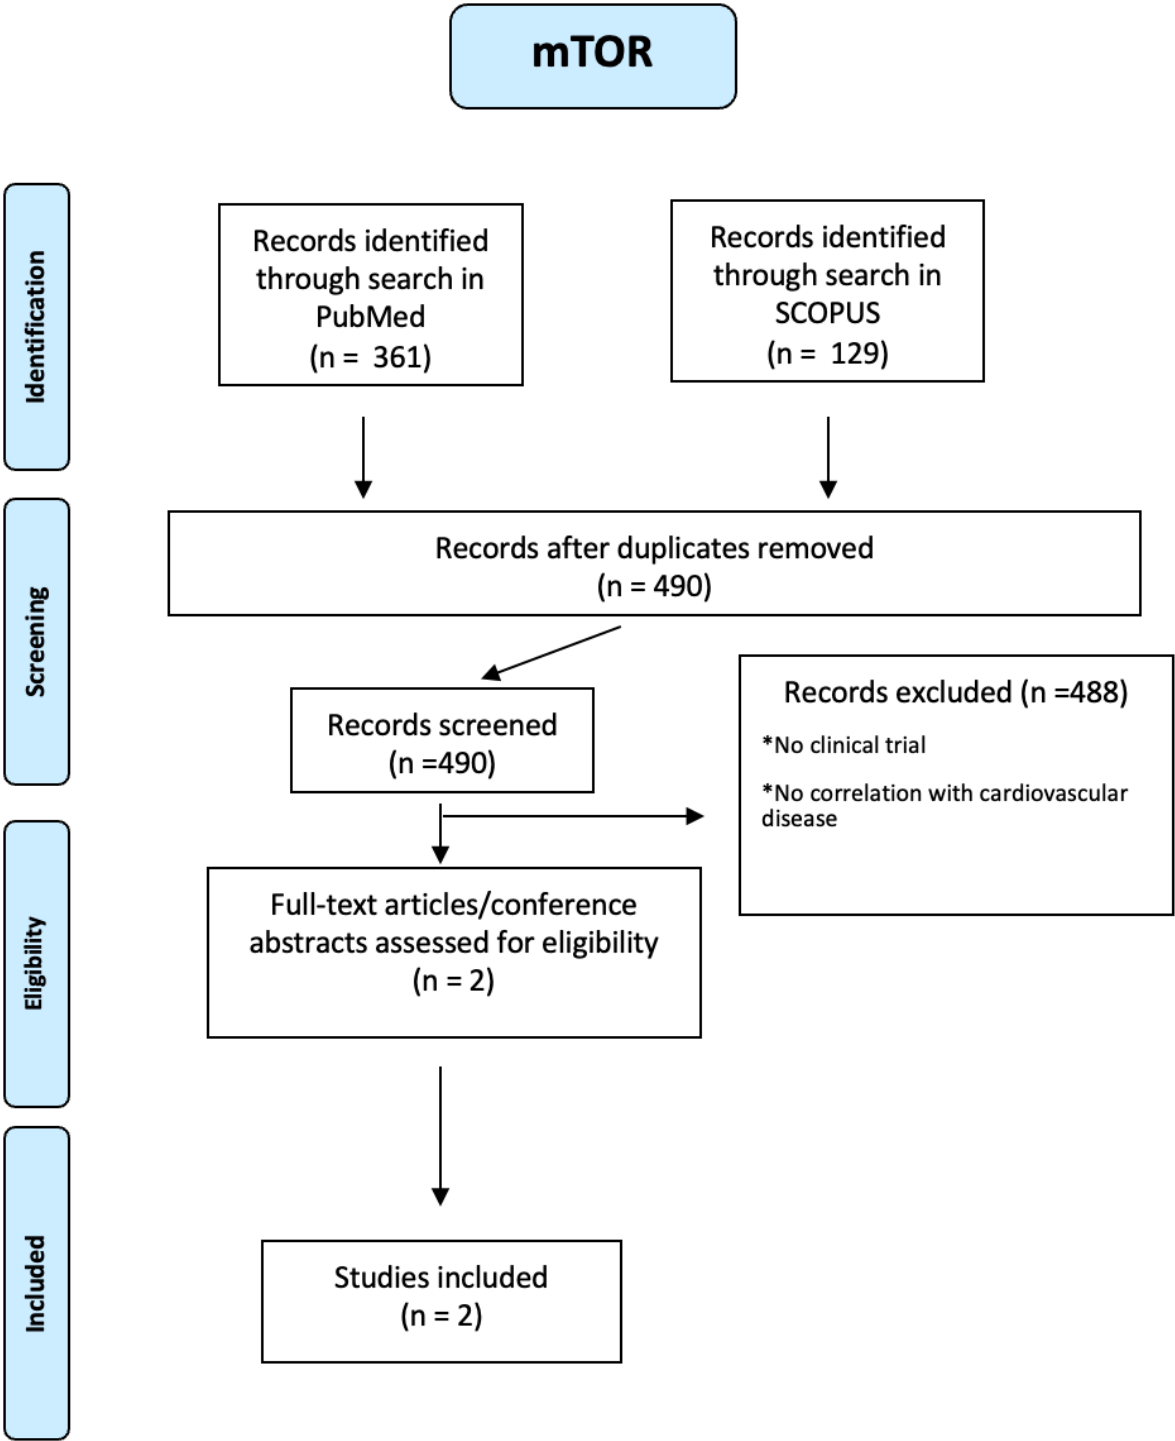 mTOR
Identification
Records identified
through search in
PubMed
(n =  361)
Records identified
through search in
SCOPUS
(n =  129)
Screening
Records after duplicates removed
(n = 490)
Records screened
(n =490)
Records excluded (n =488)
*No clinical trial
*No correlation with cardiovascular
disease
Eligibility
Full-text articles/conference
abstracts assessed for eligibility
(n = 2)
Included
Studies included
(n = 2)